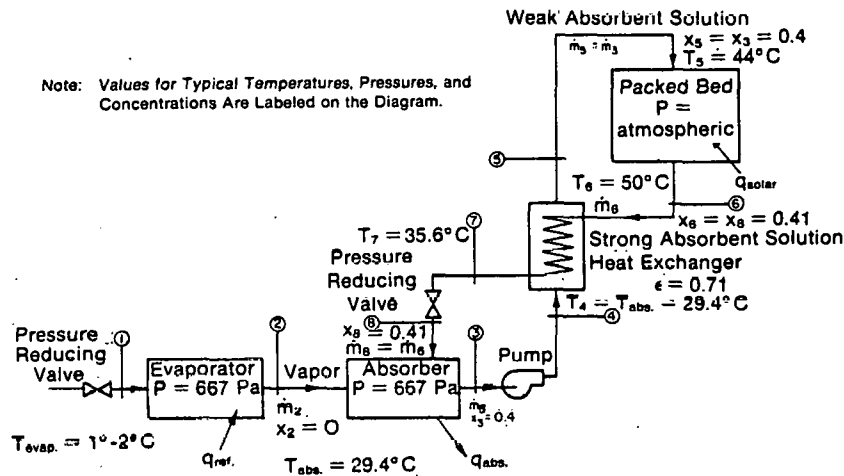 Weak Absorbent Solution
ṁ₅ = ṁ₃
x₅ = x₃ = 0.4
T₅ = 44°C
Note: Values for Typical Temperatures, Pressures, and
Concentrations Are Labeled on the Diagram.
Packed Bed
P =
atmospheric
qsolar
⑤
T₆ = 50°C
ṁ₆
⑥
x₆ = x₈ = 0.41
Strong Absorbent Solution
Heat Exchanger
ϵ = 0.71
⑦
T₇ = 35.6°C
Pressure
Reducing
Valve
T₄ = Tabs. = 29.4°C
④
⑧
x₈ = 0.41
ṁ₈ = ṁ₆
③
Pump
Pressure
Reducing
Valve
①
②
Evaporator
P = 667 Pa
Vapor
Absorber
P = 667 Pa
ṁ₂
x₂ = 0
x₃ = 0.4
Tevap. = 1°-2°C
qref.
Tabs. = 29.4°C
qabs.